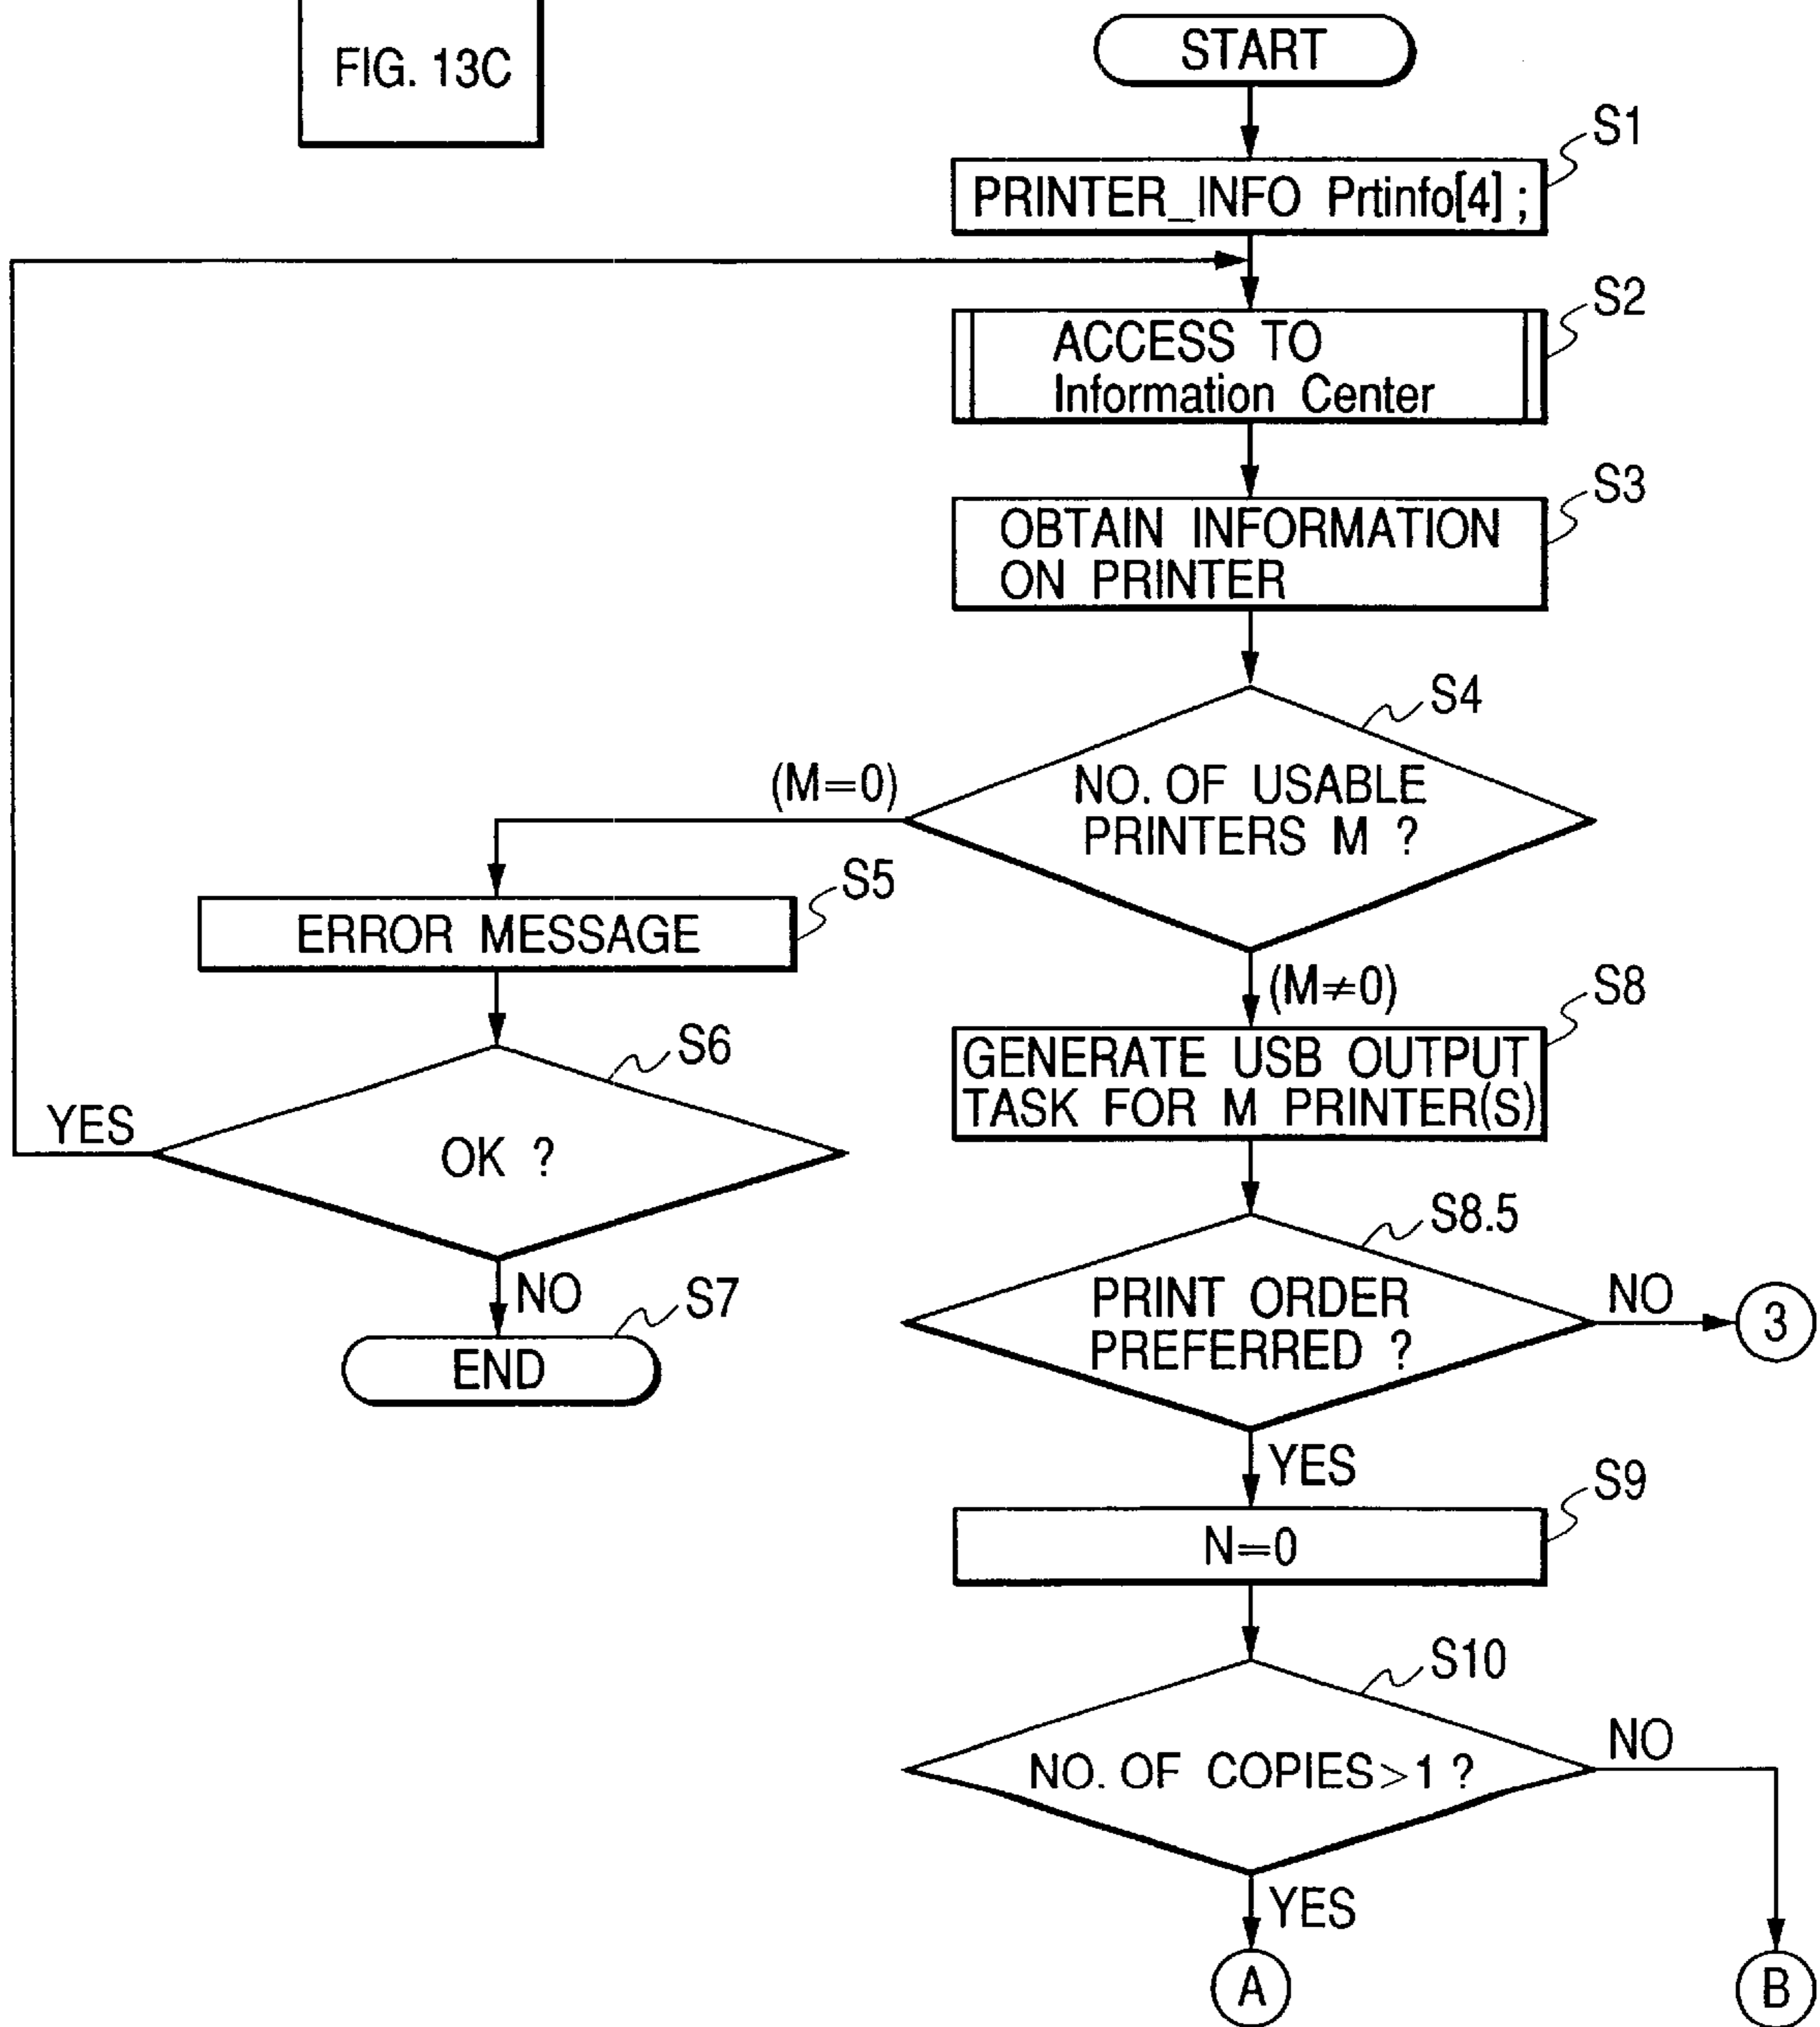 FIG. 13C
START
S1
PRINTER_INFO Prtinfo[4] ;
S2
ACCESS TO
Information Center
S3
OBTAIN INFORMATION
ON PRINTER
S4
(M=0)
NO. OF USABLE
PRINTERS M ?
S5
ERROR MESSAGE
(M≠0)
S8
GENERATE USB OUTPUT
TASK FOR M PRINTER(S)
S6
YES
OK ?
NO
S7
END
S8.5
PRINT ORDER
PREFERRED ?
NO
3
YES
S9
N=0
S10
NO. OF COPIES>1 ?
NO
YES
A
B